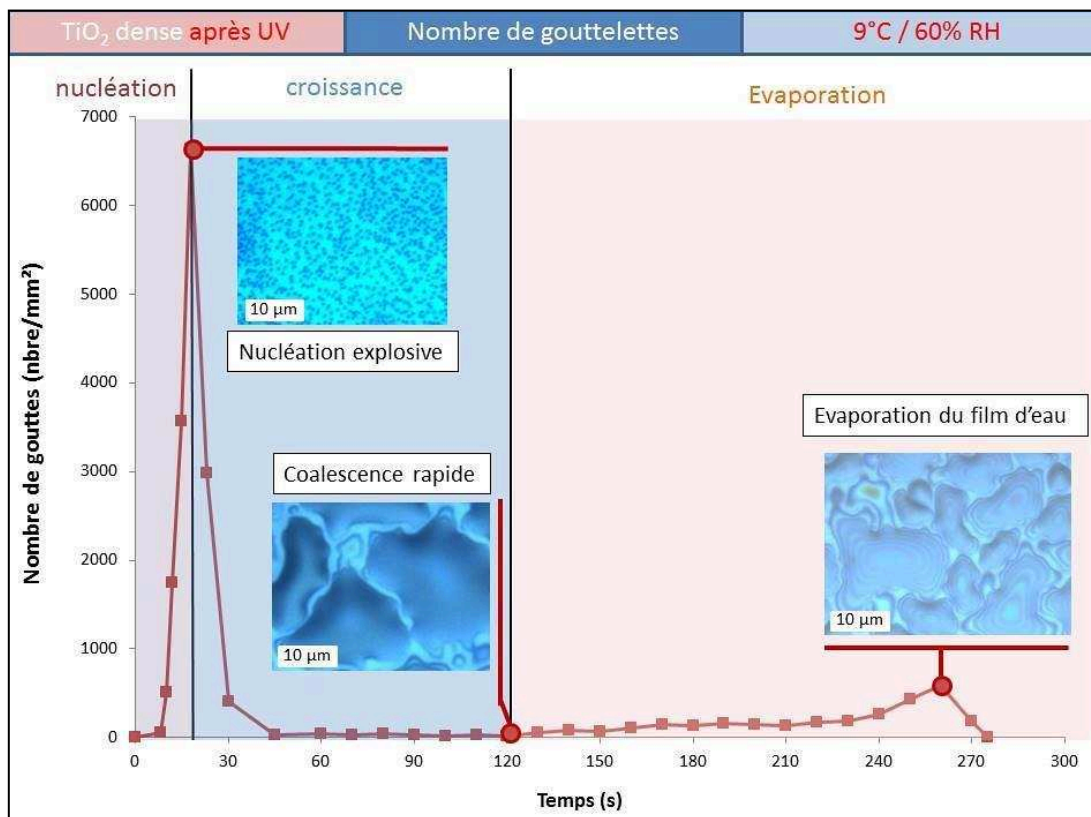 TiO₂ dense après UV
Nombre de gouttelettes
9°C / 60% RH
nucléation
croissance
Evaporation
Nombre de gouttes (nbre/mm²)
7000
6000
5000
4000
3000
2000
1000
0
10 µm
Nucléation explosive
Coalescence rapide
10 µm
Evaporation du film d'eau
10 µm
0 30 60 90 120 150 180 210 240 270 300
Temps (s)